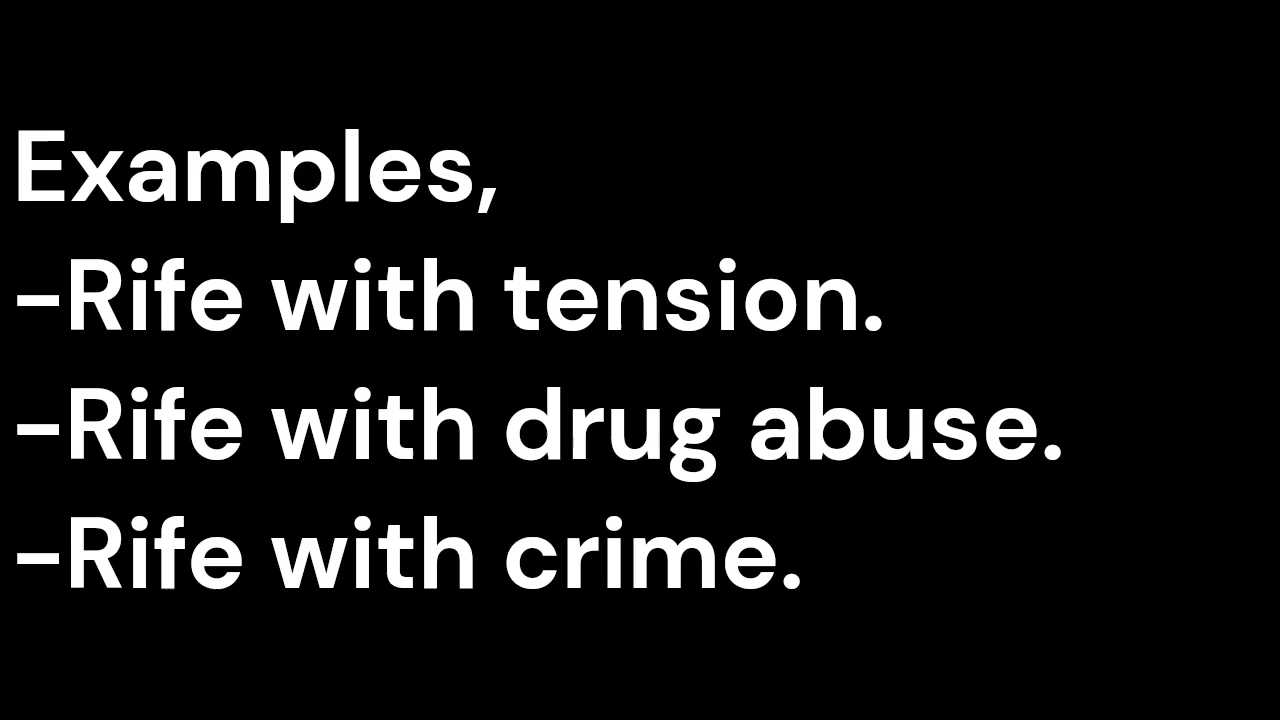 Examples,
-Rife with tension.
-Rife with drug abuse.
-Rife with crime.